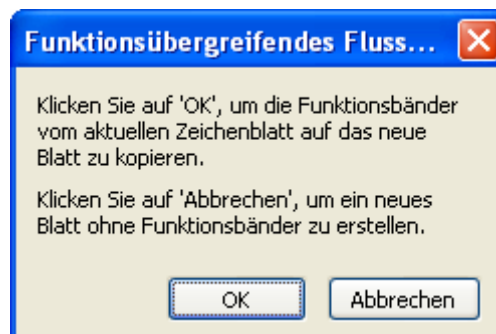 Funktionsübergreifendes Fluss...
Klicken Sie auf 'OK', um die Funktionsbänder
vom aktuellen Zeichenblatt auf das neue
Blatt zu kopieren.
Klicken Sie auf 'Abbrechen', um ein neues
Blatt ohne Funktionsbänder zu erstellen.
OK
Abbrechen